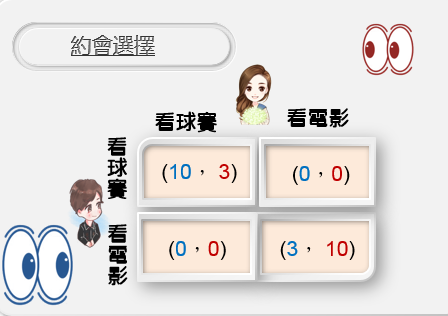 約會選擇
看球賽 看電影
看球賽
(10， 3) (0，0)
看電影
(0，0) (3， 10)